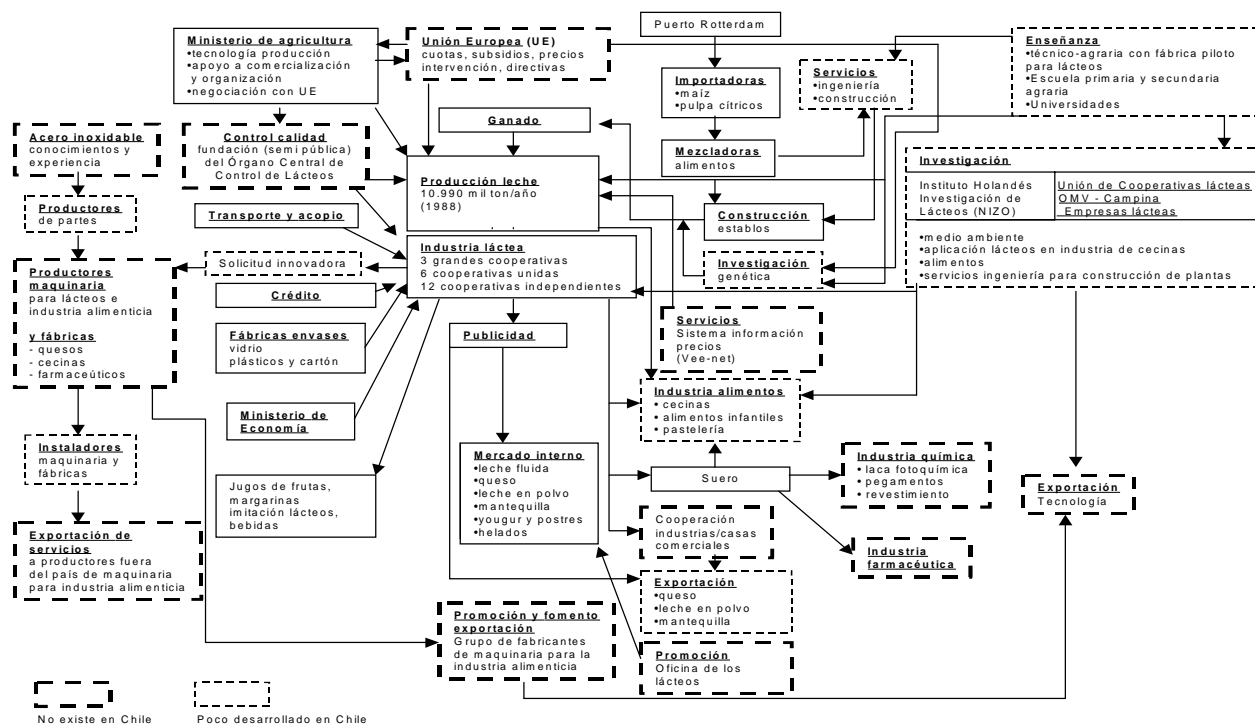 Ministerio de agricultura
•tecnología producción
•apoyo a comercialización
y organización
•negociación con UE
Unión Europea (UE)
cuotas, subsidios, precios
intervención, directivas
Puerto Rotterdam
Importadoras
•maíz
•pulpa cítricos
Servicios
•ingeniería
•construcción
Enseñanza
•técnico-agraria con fábrica piloto
para lácteos
•Escuela primaria y secundaria
agraria
•Universidades
Acero inoxidable
conocimientos y
experiencia
Control calidad
fundación (semi pública)
del Órgano Central de
Control de Lácteos
Ganado
Mezcladoras
alimentos
Investigación
Instituto Holandés
Investigación de
Lácteos (NIZO)
Unión de Cooperativas lácteas
OMV - Campina
Empresas lácteas
•medio ambiente
•aplicación lácteos en industria de cecinas
•alimentos
•servicios ingeniería para construcción de plantas
Producción leche
10.990 mil ton/año
(1988)
Productores
de partes
Transporte y acopio
Construcción
establos
Industria láctea
3 grandes cooperativas
6 cooperativas unidas
12 cooperativas independientes
Investigación
genética
Productores
maquinaria
para lácteos e
industria alimenticia
y fábricas
- quesos
- cecinas
- farmaceúticos
Solicitud innovadora
Crédito
Fábricas envases
vidrio
plásticos y cartón
Publicidad
Servicios
Sistema información
precios
(Vee-net)
Ministerio de
Economía
Industria alimentos
• cecinas
• alimentos infantiles
• pastelería
Instaladores
maquinaria y
fábricas
Mercado interno
•leche fluida
•queso
•leche en polvo
•mantequilla
•yougur y postres
•helados
Suero
Industria química
• laca fotoquímica
• pegamentos
• revestimiento
Exportación
Tecnología
Jugos de frutas,
margarinas
imitación lácteos,
bebidas
Cooperación
industrias/casas
comerciales
Industria
farmacéutica
Exportación de
servicios
a productores fuera
del país de maquinaria
para industria alimenticia
Exportación
•queso
•leche en polvo
•mantequilla
Promoción y fomento
exportación
Grupo de fabricantes
de maquinaria para la
industria alimenticia
Promoción
Oficina de los
lácteos
No existe en Chile
Poco desarrollado en Chile